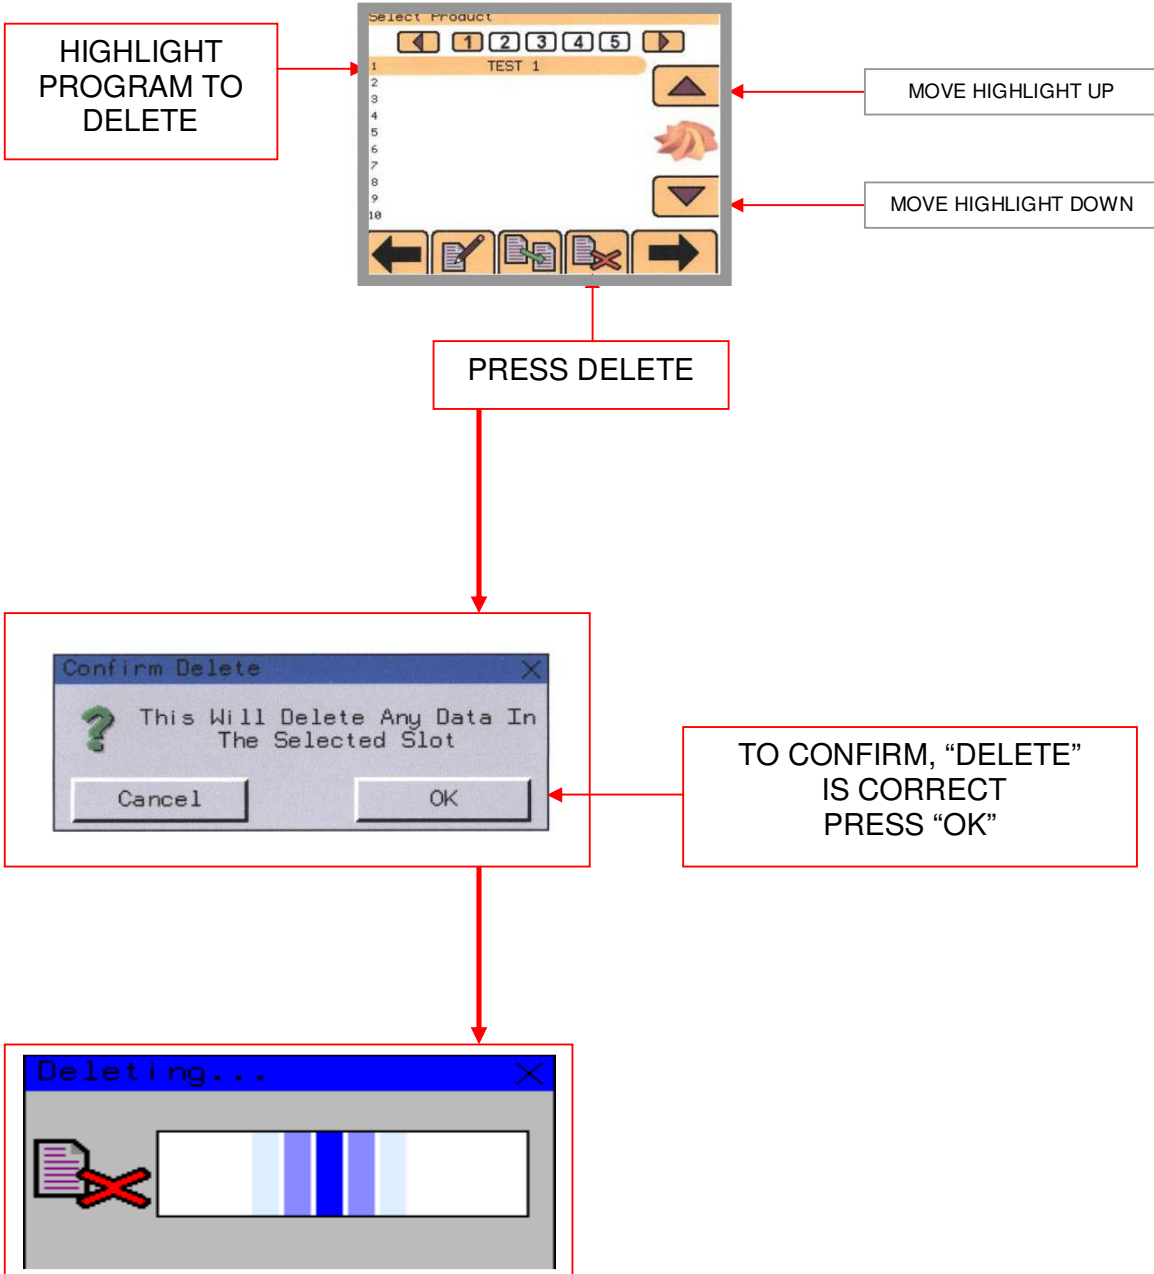 Select Product
HIGHLIGHT
PROGRAM TO
DELETE
1 2 3 4 5
1 TEST 1
2
3
4
5
6
7
8
9
10
MOVE HIGHLIGHT UP
MOVE HIGHLIGHT DOWN
PRESS DELETE
Confirm Delete
? This Will Delete Any Data In
The Selected Slot
Cancel OK
TO CONFIRM, “DELETE”
IS CORRECT
PRESS “OK”
Deleting...